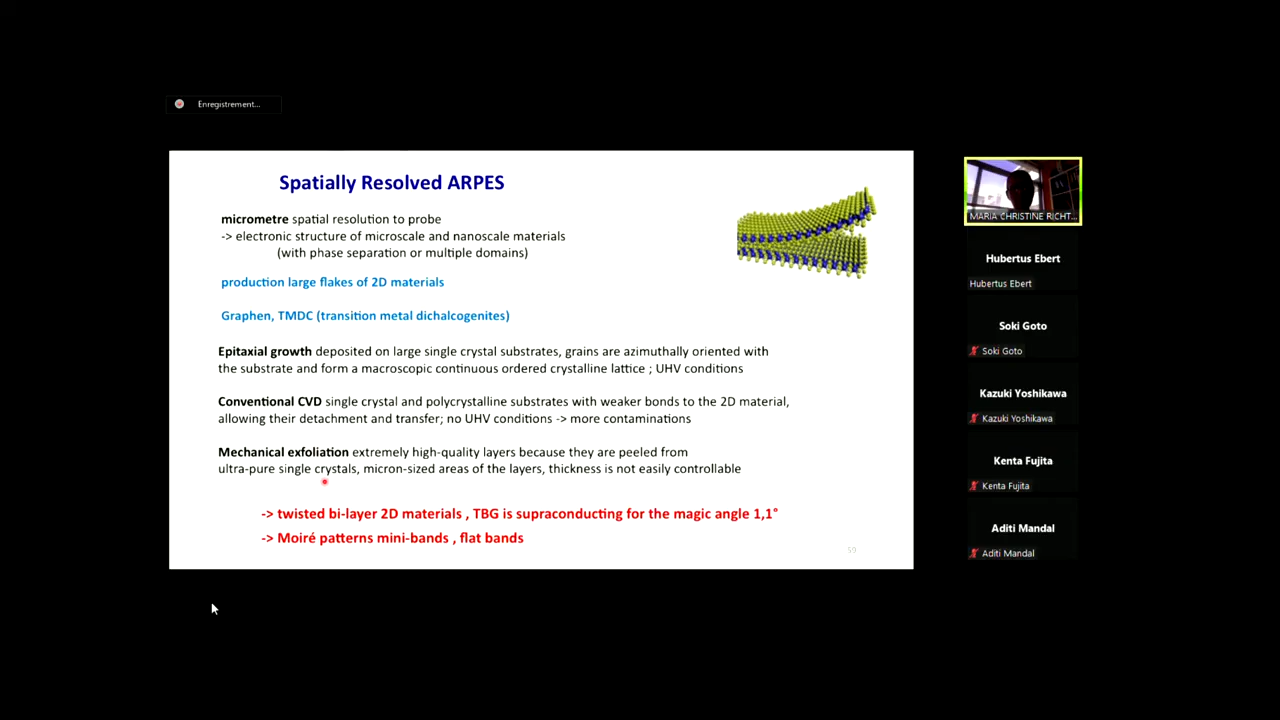 Enregistrement...
Spatially Resolved ARPES
micrometre spatial resolution to probe
-> electronic structure of microscale and nanoscale materials
(with phase separation or multiple domains)
production large flakes of 2D materials
Graphen, TMDC (transition metal dichalcogenites)
Epitaxial growth deposited on large single crystal substrates, grains are azimuthally oriented with
the substrate and form a macroscopic continuous ordered crystalline lattice ; UHV conditions
Conventional CVD single crystal and polycrystalline substrates with weaker bonds to the 2D material,
allowing their detachment and transfer; no UHV conditions -> more contaminations
Mechanical exfoliation extremely high-quality layers because they are peeled from
ultra-pure single crystals, micron-sized areas of the layers, thickness is not easily controllable
-> twisted bi-layer 2D materials , TBG is supraconducting for the magic angle 1,1°
-> Moiré patterns mini-bands , flat bands
59
MARIA CHRISTINE RICHT...
Hubertus Ebert
Hubertus Ebert
Soki Goto
Soki Goto
Kazuki Yoshikawa
Kazuki Yoshikawa
Kenta Fujita
Kenta Fujita
Aditi Mandal
Aditi Mandal